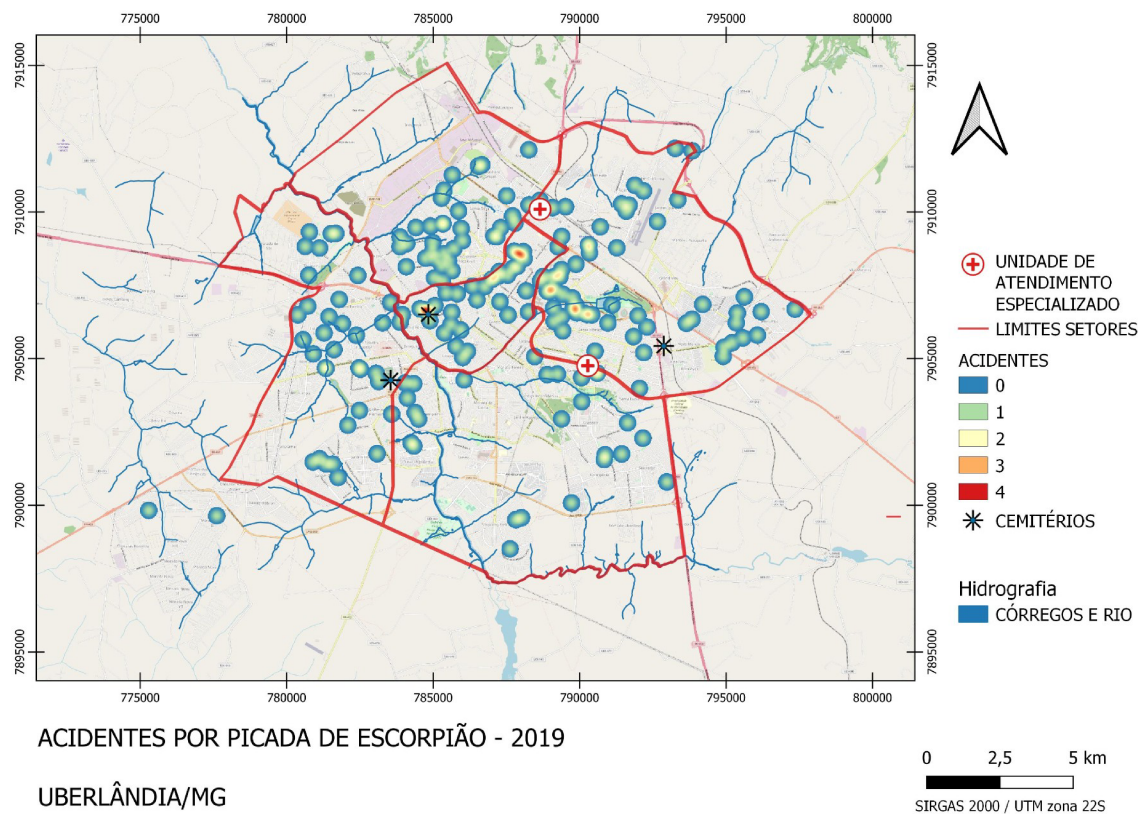 775000 780000 785000 790000 795000 800000
7915000 7915000
7910000 7910000
7905000 7905000
7900000 7900000
7895000 7895000
775000 780000 785000 790000 795000 800000
UNIDADE DE
ATENDIMENTO
ESPECIALIZADO
LIMITES SETORES
ACIDENTES
0
1
2
3
4
CEMITÉRIOS
Hidrografia
CÓRREGOS E RIO
ACIDENTES POR PICADA DE ESCORPIÃO - 2019
UBERLÂNDIA/MG
0 2,5 5 km
SIRGAS 2000 / UTM zona 22S